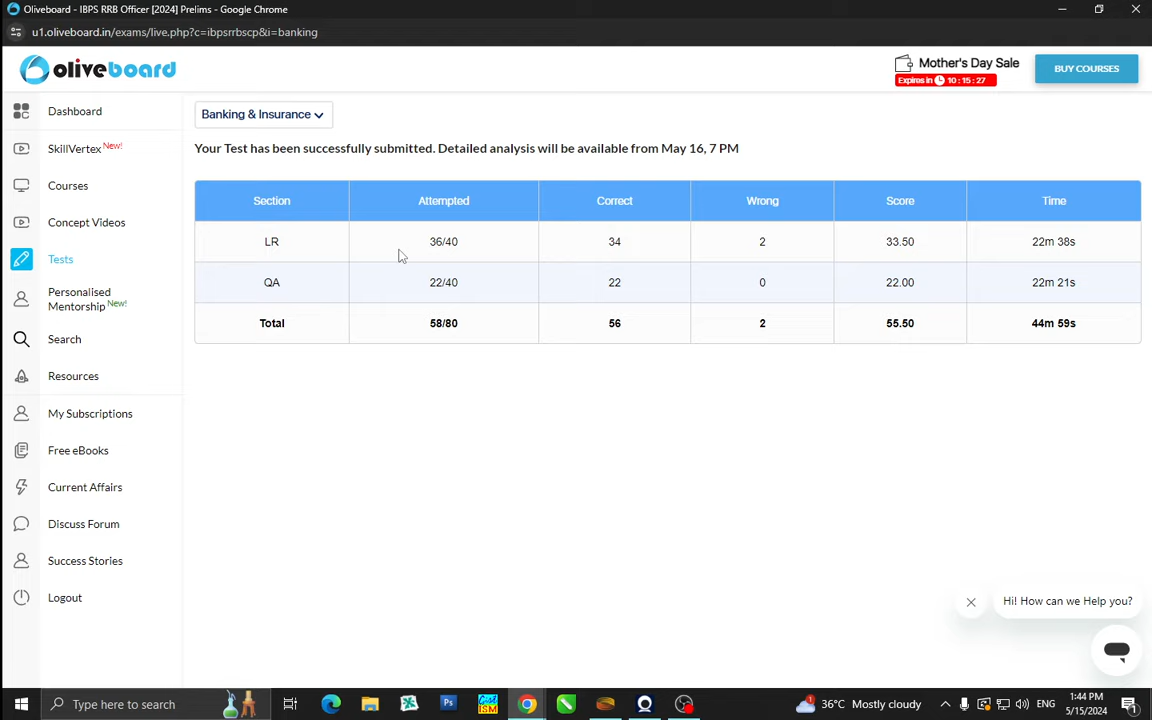 Oliveboard - IBPS RRB Officer [2024] Prelims - Google Chrome
u1.oliveboard.in/exams/live.php?c=ibpsrrbscp&i=banking
oliveboard
Mother's Day Sale
Expires in 10 : 15 : 27
BUY COURSES
Dashboard
SkillVertex New!
Courses
Concept Videos
Tests
Personalised
Mentorship New!
Search
Resources
My Subscriptions
Free eBooks
Current Affairs
Discuss Forum
Success Stories
Logout
Banking & Insurance
Your Test has been successfully submitted. Detailed analysis will be available from May 16, 7 PM
Section Attempted Correct Wrong Score Time
LR 36/40 34 2 33.50 22m 38s
QA 22/40 22 0 22.00 22m 21s
Total 58/80 56 2 55.50 44m 59s
Hi! How can we Help you?
Type here to search
Ps
36°C Mostly cloudy
ENG
1:44 PM
5/15/2024
1